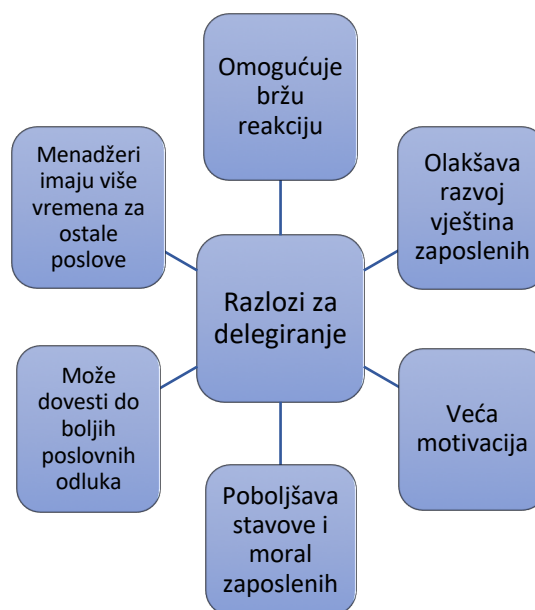 Omogućuje
bržu
reakciju
Olakšava
razvoj
vještina
zaposlenih
Veća
motivacija
Poboljšava
stavove i
moral
zaposlenih
Može
dovesti do
boljih
poslovnih
odluka
Menadžeri
imaju više
vremena za
ostale
poslove
Razlozi za
delegiranje